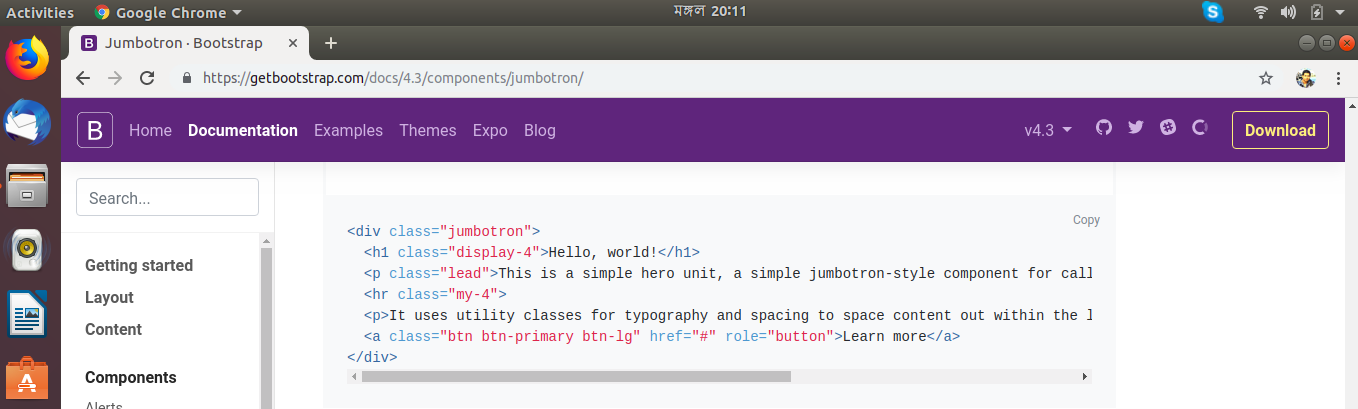 Activities Google Chrome মঙ্গল 20:11
Jumbotron · Bootstrap
https://getbootstrap.com/docs/4.3/components/jumbotron/
B Home Documentation Examples Themes Expo Blog v4.3 Download
Search...
Copy
<div class="jumbotron">
<h1 class="display-4">Hello, world!</h1>
<p class="lead">This is a simple hero unit, a simple jumbotron-style component for call
<hr class="my-4">
<p>It uses utility classes for typography and spacing to space content out within the l
<a class="btn btn-primary btn-lg" href="#" role="button">Learn more</a>
</div>
Getting started
Layout
Content
Components
Alerts